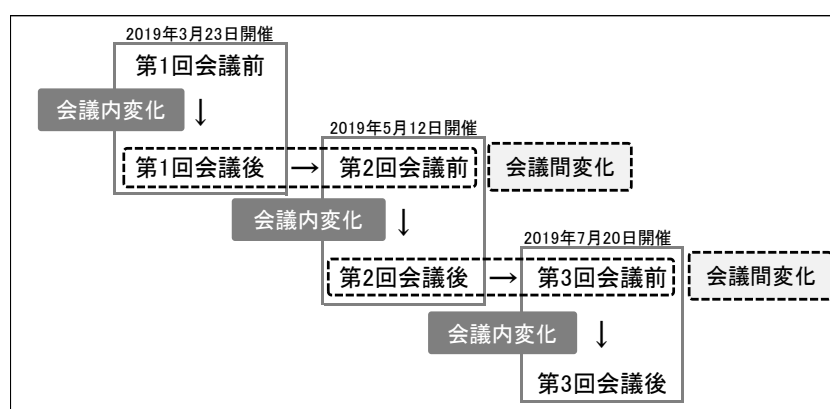 2019年3月23日開催
第1回会議前
会議内変化
↓
2019年5月12日開催
第1回会議後 → 第2回会議前 会議間変化
会議内変化
↓
2019年7月20日開催
第2回会議後 → 第3回会議前 会議間変化
会議内変化
↓
第3回会議後